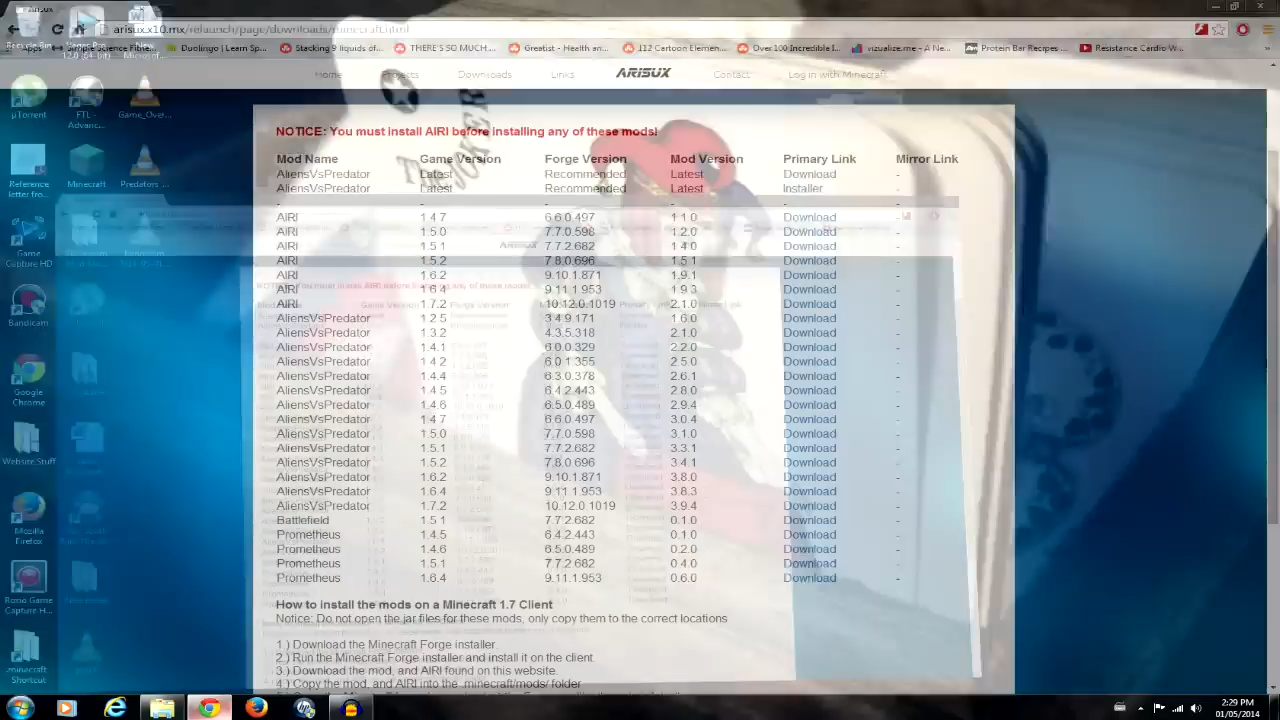 arisux.x10.mx/relaunch/page/downloads/minecraft.html
Duolingo | Learn Sp...
Stacking 9 liquids of...
THERE'S SO MUCH...
Greatist - Health an...
112 Cartoon Elemen...
Over 100 Incredible I...
vizualize.me - A Ne...
Protein Bar Recipes ...
Resistance Cardio W...
Home
Projects
Downloads
Links
ARISUX
Contact
Log in with Minecraft
NOTICE: You must install AIRI before installing any of these mods!
Mod Name Game Version Forge Version Mod Version Primary Link Mirror Link
AliensVsPredator Latest Recommended Latest Download -
AliensVsPredator Latest Recommended Latest Installer -
- - - - - -
AIRI 1.4.7 6.6.0.497 1.1.0 Download -
AIRI 1.5.0 7.7.0.598 1.2.0 Download -
AIRI 1.5.1 7.7.2.682 1.4.0 Download -
AIRI 1.5.2 7.8.0.696 1.5.1 Download -
AIRI 1.6.2 9.10.1.871 1.9.1 Download -
AIRI 1.6.4 9.11.1.953 1.9.3 Download -
AIRI 1.7.2 10.12.0.1019 2.1.0 Download -
AliensVsPredator 1.2.5 3.4.9.171 1.6.0 Download -
AliensVsPredator 1.3.2 4.3.5.318 2.1.0 Download -
AliensVsPredator 1.4.1 6.0.0.329 2.2.0 Download -
AliensVsPredator 1.4.2 6.0.1.355 2.5.0 Download -
AliensVsPredator 1.4.4 6.3.0.378 2.6.1 Download -
AliensVsPredator 1.4.5 6.4.2.443 2.8.0 Download -
AliensVsPredator 1.4.6 6.5.0.489 2.9.4 Download -
AliensVsPredator 1.4.7 6.6.0.497 3.0.4 Download -
AliensVsPredator 1.5.0 7.7.0.598 3.1.0 Download -
AliensVsPredator 1.5.1 7.7.2.682 3.3.1 Download -
AliensVsPredator 1.5.2 7.8.0.696 3.4.1 Download -
AliensVsPredator 1.6.2 9.10.1.871 3.8.0 Download -
AliensVsPredator 1.6.4 9.11.1.953 3.8.3 Download -
AliensVsPredator 1.7.2 10.12.0.1019 3.9.4 Download -
Battlefield 1.5.1 7.7.2.682 0.1.0 Download -
Prometheus 1.4.5 6.4.2.443 0.1.0 Download -
Prometheus 1.4.6 6.5.0.489 0.2.0 Download -
Prometheus 1.5.1 7.7.2.682 0.4.0 Download -
Prometheus 1.6.4 9.11.1.953 0.6.0 Download -
How to install the mods on a Minecraft 1.7 Client
Notice: Do not open the jar files for these mods, only copy them to the correct locations
1.) Download the Minecraft Forge installer.
2.) Run the Minecraft Forge installer and install it on the client.
3.) Download the mod, and AIRI found on this website.
4.) Copy the mod, and AIRI into the .minecraft/mods/ folder
µTorrent
FTL - Advanc...
Game_Over...
Reference letter fro...
Minecraft
Predators ...
Game Capture HD
Bandicam
Google Chrome
Website Stuff
Mozilla Firefox
Roxio Game Capture H...
.minecraft Shortcut
2:29 PM
01/05/2014